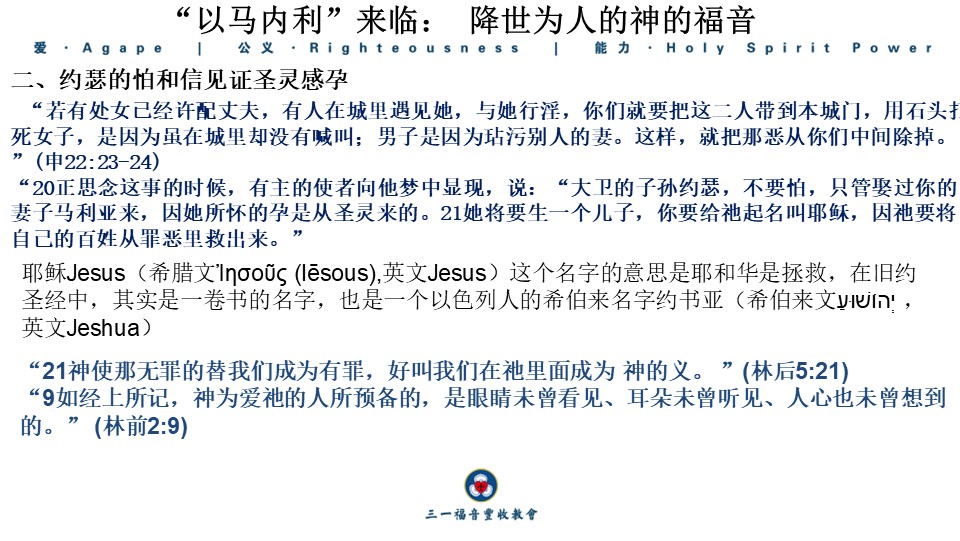 “以马内利”来临： 降世为人的神的福音
爱 · Agape | 公义 · Righteousness | 能力 · Holy Spirit Power
二、约瑟的怕和信见证圣灵感孕
“若有处女已经许配丈夫，有人在城里遇见她，与她行淫，你们就要把这二人带到本城门，用石头打
死女子，是因为虽在城里却没有喊叫；男子是因为玷污别人的妻。这样，就把那恶从你们中间除掉。
”(申22:23-24)
“20正思念这事的时候，有主的使者向他梦中显现，说：“大卫的子孙约瑟，不要怕，只管娶过你的
妻子马利亚来，因她所怀的孕是从圣灵来的。21她将要生一个儿子，你要给祂起名叫耶稣，因祂要将
自己的百姓从罪恶里救出来。”
耶稣Jesus（希腊文Ἰησοῦς (Iēsous),英文Jesus）这个名字的意思是耶和华是拯救，在旧约
圣经中，其实是一卷书的名字，也是一个以色列人的希伯来名字约书亚（希伯来文יְהוֹשׁוּעַ，
英文Jeshua）
“21神使那无罪的替我们成为有罪，好叫我们在祂里面成为 神的义。 ”(林后5:21)
“9如经上所记，神为爱祂的人所预备的，是眼睛未曾看见、耳朵未曾听见、人心也未曾想到
的。” (林前2:9)
三一福音豐收教會